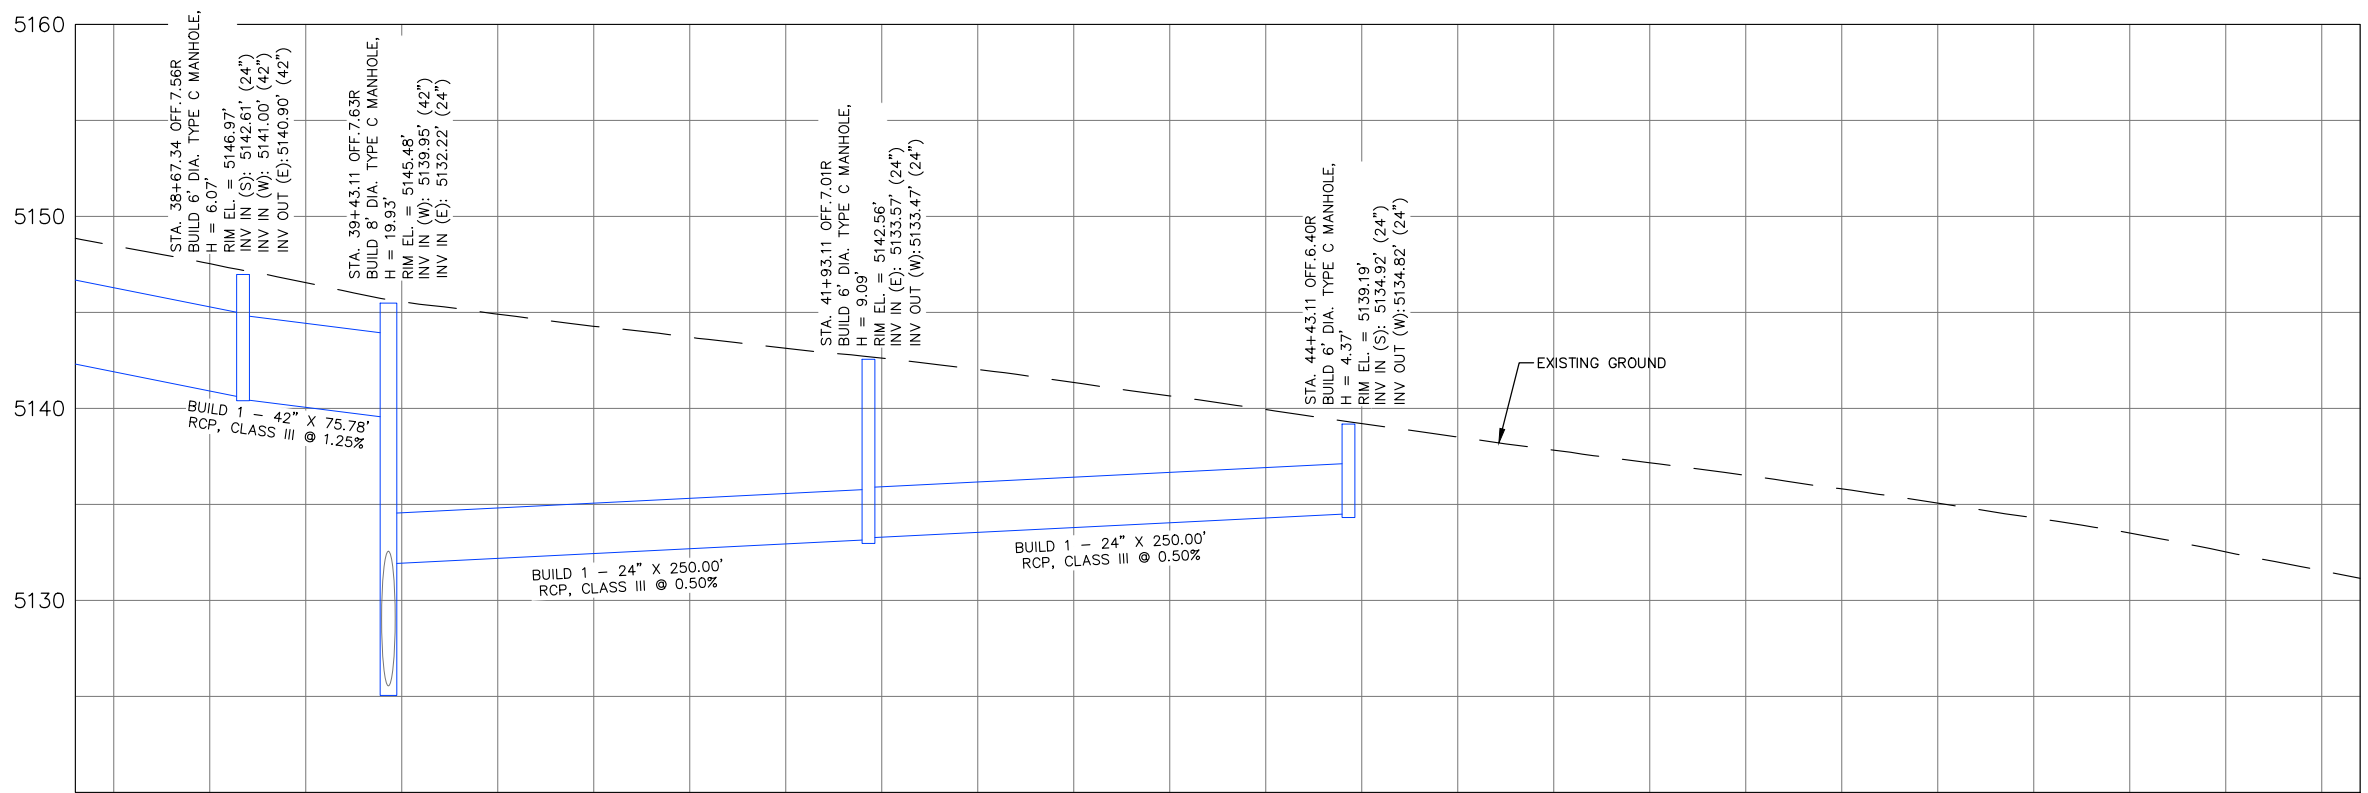 5160
5150
5140
5130
STA. 38+67.34 OFF.7.56R
BUILD 6' DIA. TYPE C MANHOLE,
H = 6.07'
RIM EL. = 5146.97'
INV IN (S): 5142.61' (24")
INV IN (W): 5141.00' (42")
INV OUT (E):5140.90' (42")
STA. 39+43.11 OFF.7.63R
BUILD 8' DIA. TYPE C MANHOLE,
H = 19.93'
RIM EL. = 5145.48'
INV IN (W): 5139.95' (42")
INV IN (E): 5132.22' (24")
STA. 41+93.11 OFF.7.01R
BUILD 6' DIA. TYPE C MANHOLE,
H = 9.09'
RIM EL. = 5142.56'
INV IN (E): 5133.57' (24")
INV OUT (W):5133.47' (24")
STA. 44+43.11 OFF.6.40R
BUILD 6' DIA. TYPE C MANHOLE,
H = 4.37'
RIM EL. = 5139.19'
INV IN (S): 5134.92' (24")
INV OUT (W):5134.82' (24")
EXISTING GROUND
BUILD 1 – 42" X 75.78'
RCP, CLASS III @ 1.25%
BUILD 1 – 24" X 250.00'
RCP, CLASS III @ 0.50%
BUILD 1 – 24" X 250.00'
RCP, CLASS III @ 0.50%